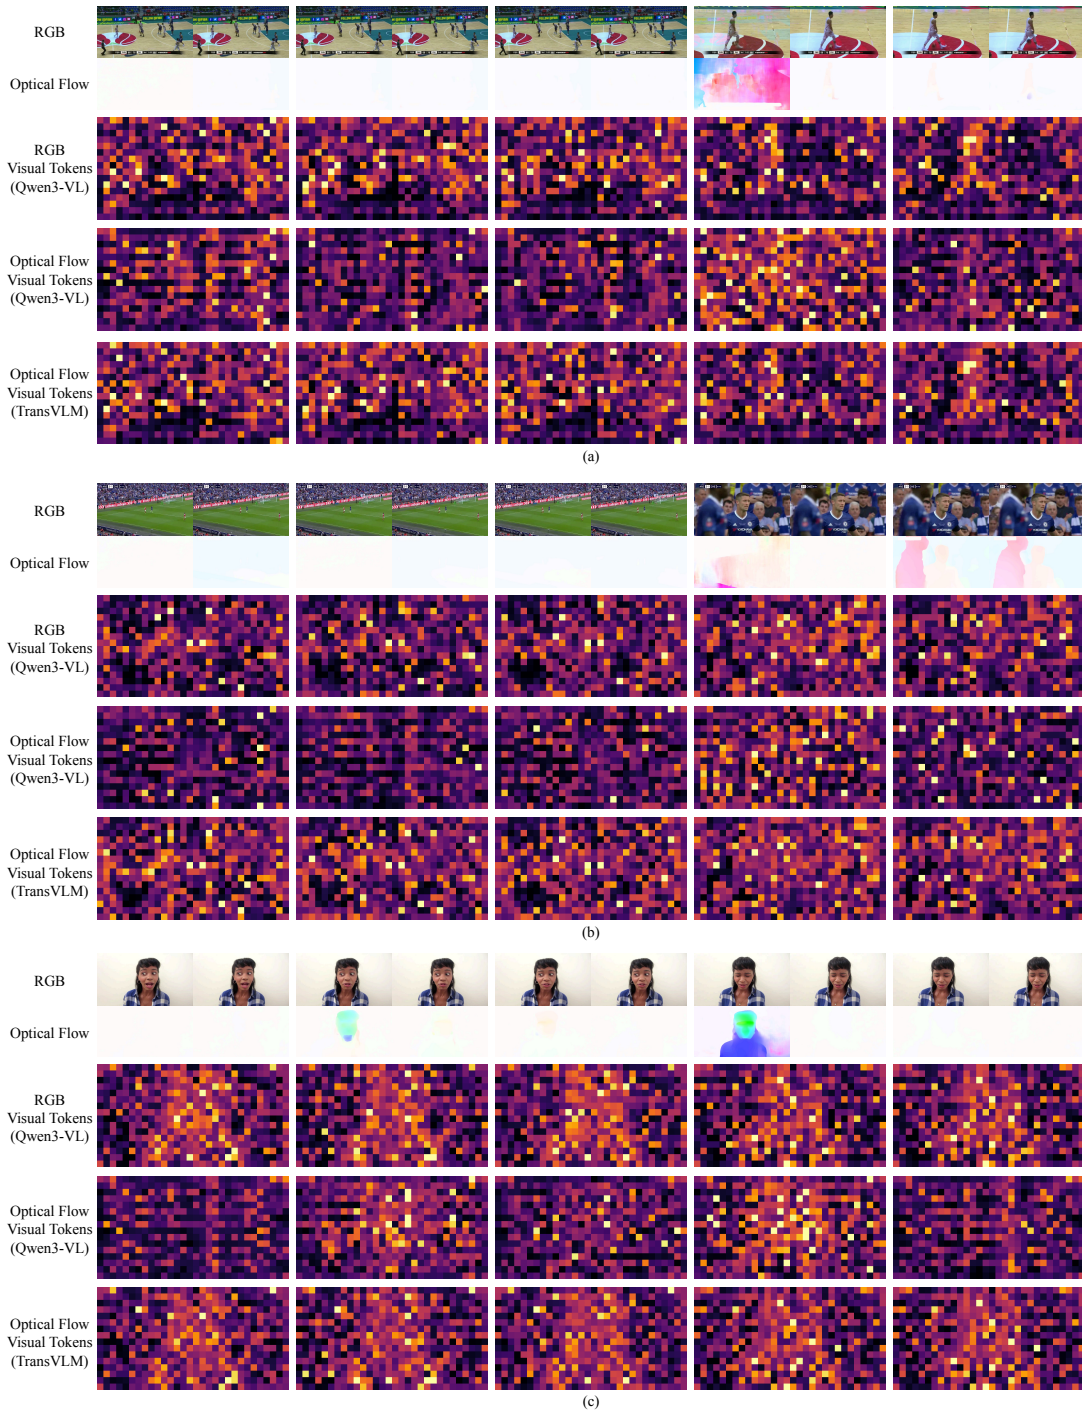 RGB
Optical Flow
RGB
Visual Tokens
(Qwen3-VL)
Optical Flow
Visual Tokens
(Qwen3-VL)
Optical Flow
Visual Tokens
(TransVLM)
(a)
RGB
Optical Flow
RGB
Visual Tokens
(Qwen3-VL)
Optical Flow
Visual Tokens
(Qwen3-VL)
Optical Flow
Visual Tokens
(TransVLM)
(b)
RGB
Optical Flow
RGB
Visual Tokens
(Qwen3-VL)
Optical Flow
Visual Tokens
(Qwen3-VL)
Optical Flow
Visual Tokens
(TransVLM)
(c)